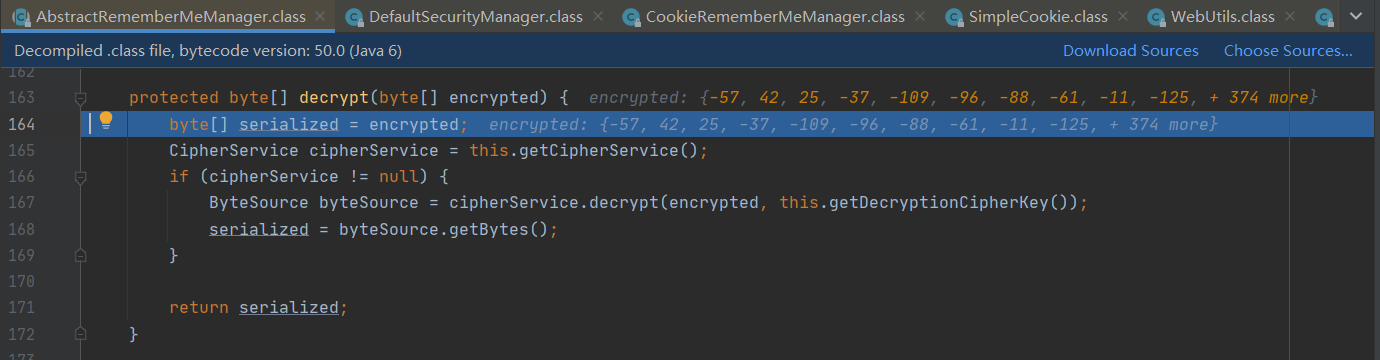 AbstractRememberMeManager.class × DefaultSecurityManager.class × CookieRememberMeManager.class × SimpleCookie.class × WebUtils.class ×
Decompiled .class file, bytecode version: 50.0 (Java 6) Download Sources Choose Sources...
162
163 protected byte[] decrypt(byte[] encrypted) { encrypted: {-57, 42, 25, -37, -109, -96, -88, -61, -11, -125, + 374 more}
164 byte[] serialized = encrypted; encrypted: {-57, 42, 25, -37, -109, -96, -88, -61, -11, -125, + 374 more}
165 CipherService cipherService = this.getCipherService();
166 if (cipherService != null) {
167 ByteSource byteSource = cipherService.decrypt(encrypted, this.getDecryptionCipherKey());
168 serialized = byteSource.getBytes();
169 }
170
171 return serialized;
172 }
173